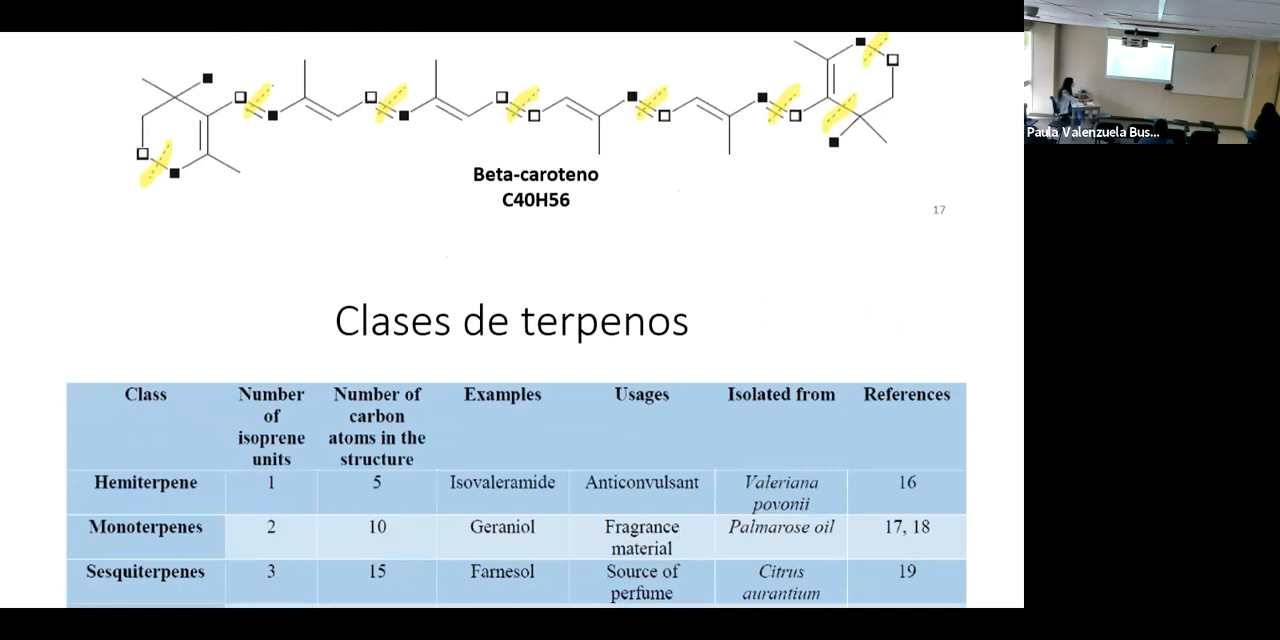 Paula Valenzuela Bus...
Beta-caroteno
C40H56
17
Clases de terpenos
Class Number of isoprene units Number of carbon atoms in the structure Examples Usages Isolated from References
Hemiterpene 1 5 Isovaleramide Anticonvulsant Valeriana povonii 16
Monoterpenes 2 10 Geraniol Fragrance material Palmarose oil 17, 18
Sesquiterpenes 3 15 Farnesol Source of perfume Citrus aurantium 19